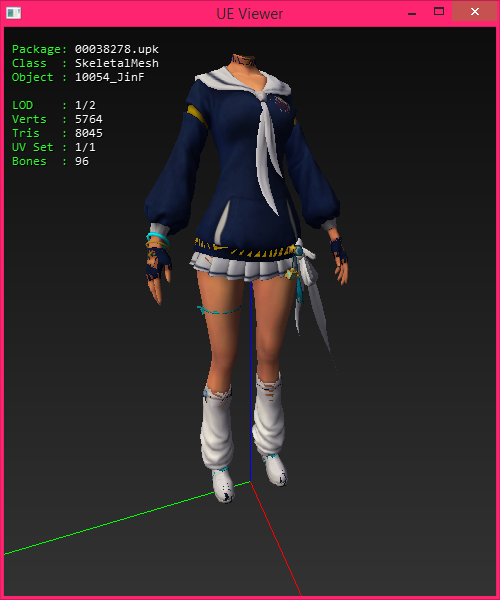 UE Viewer
Package: 00038278.upk
Class : SkeletalMesh
Object : 10054_JinF
LOD : 1/2
Verts : 5764
Tris : 8045
UV Set : 1/1
Bones : 96